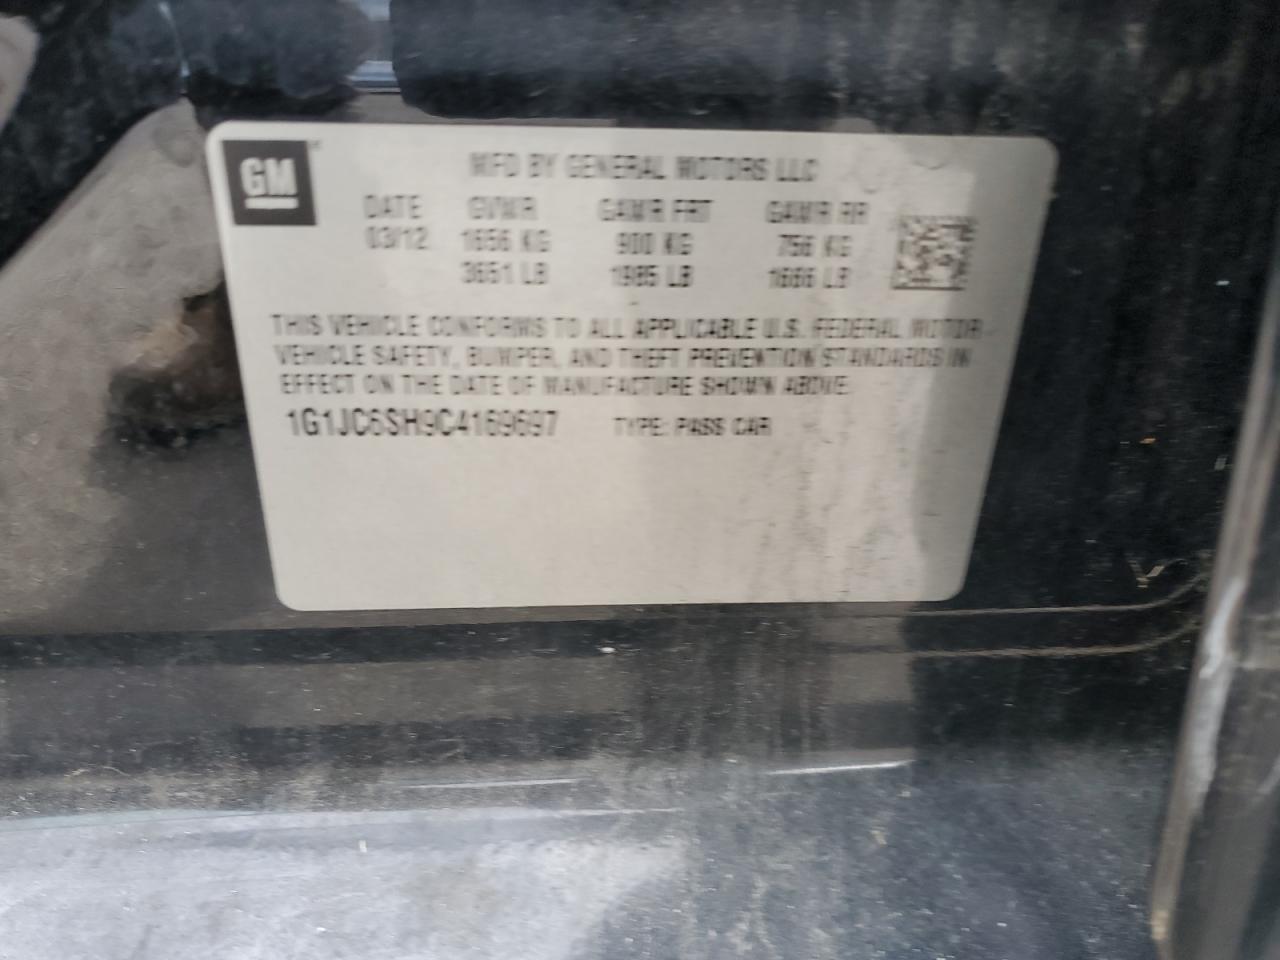 GM
MFD BY GENERAL MOTORS LLC
DATE GVWR GAWR FRT GAWR RR
03/12 1656 KG 900 KG 756 KG
3651 LB 1985 LB 1666 LB
THIS VEHICLE CONFORMS TO ALL APPLICABLE U.S. FEDERAL MOTOR
VEHICLE SAFETY, BUMPER, AND THEFT PREVENTION STANDARDS IN
EFFECT ON THE DATE OF MANUFACTURE SHOWN ABOVE.
1G1JC6SH9C4169697 TYPE: PASS CAR